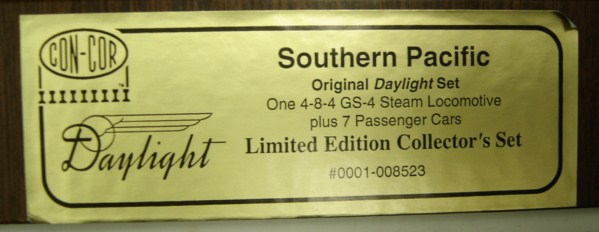 CON-COR
TM
Daylight
Southern Pacific
Original Daylight Set
One 4-8-4 GS-4 Steam Locomotive
plus 7 Passenger Cars
Limited Edition Collector's Set
#0001-008523